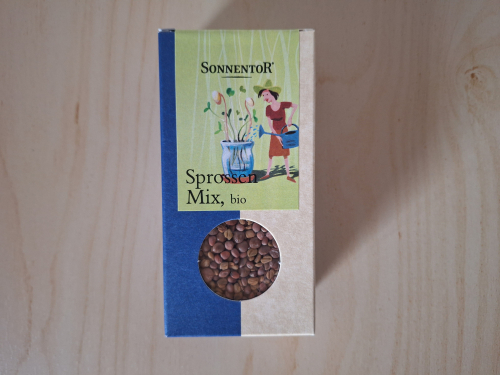 SONNENTOR®
Sprossen
Mix, bio